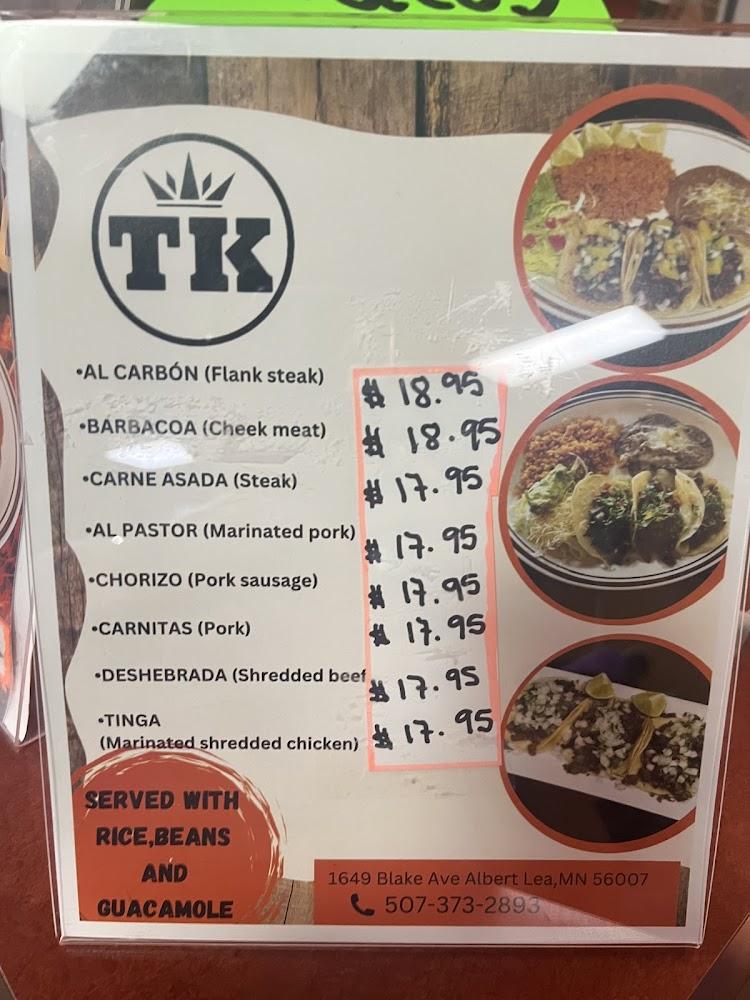 TK
•AL CARBÓN (Flank steak) $ 18.95
•BARBACOA (Cheek meat) $ 18.95
•CARNE ASADA (Steak) $ 17.95
•AL PASTOR (Marinated pork) $ 17.95
•CHORIZO (Pork sausage) $ 17.95
•CARNITAS (Pork) $ 17.95
•DESHEBRADA (Shredded beef $ 17.95
•TINGA
(Marinated shredded chicken) $ 17.95
SERVED WITH
RICE,BEANS
AND
GUACAMOLE
1649 Blake Ave Albert Lea,MN 56007
507-373-2893